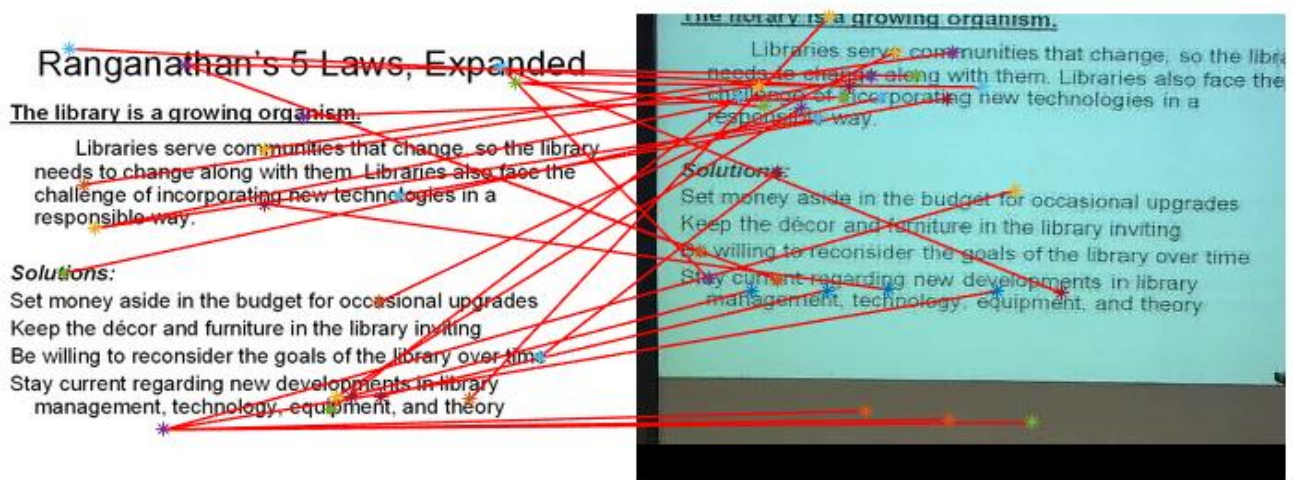 Ranganathan's 5 Laws, Expanded
The library is a growing organism.
Libraries serve communities that change, so the library
needs to change along with them. Libraries also face the
challenge of incorporating new technologies in a
responsible way.
Solutions:
Set money aside in the budget for occasional upgrades
Keep the décor and furniture in the library inviting
Be willing to reconsider the goals of the library over time
Stay current regarding new developments in library
management, technology, equipment, and theory
The library is a growing organism.
Libraries serve communities that change, so the libra
needs to change along with them. Libraries also face the
challenge of incorporating new technologies in a
responsible way.
Solutions:
Set money aside in the budget for occasional upgrades
Keep the décor and furniture in the library inviting
Be willing to reconsider the goals of the library over time
Stay current regarding new developments in library
management, technology, equipment, and theory